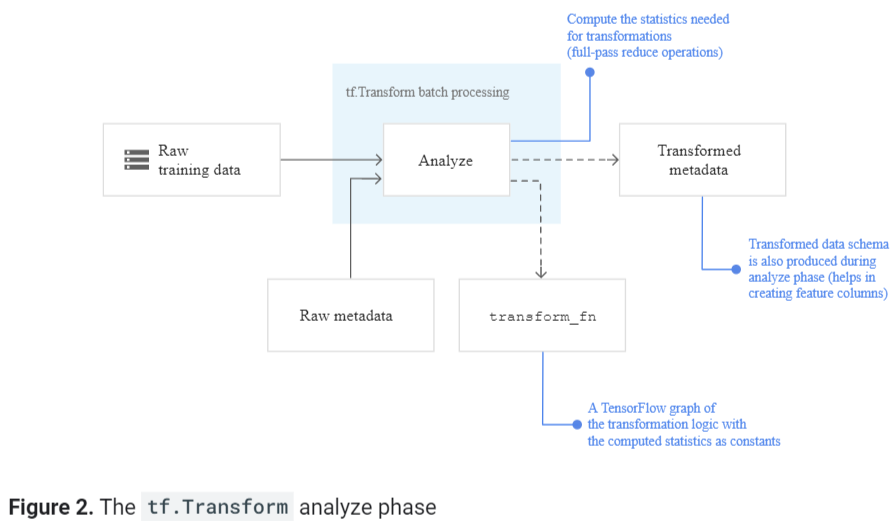 Compute the statistics needed
for transformations
(full-pass reduce operations)
tf.Transform batch processing
Raw
training data
Analyze
Transformed
metadata
Transformed data schema
is also produced during
analyze phase (helps in
creating feature columns)
Raw metadata
transform_fn
A TensorFlow graph of
the transformation logic with
the computed statistics as constants
Figure 2. The tf.Transform analyze phase